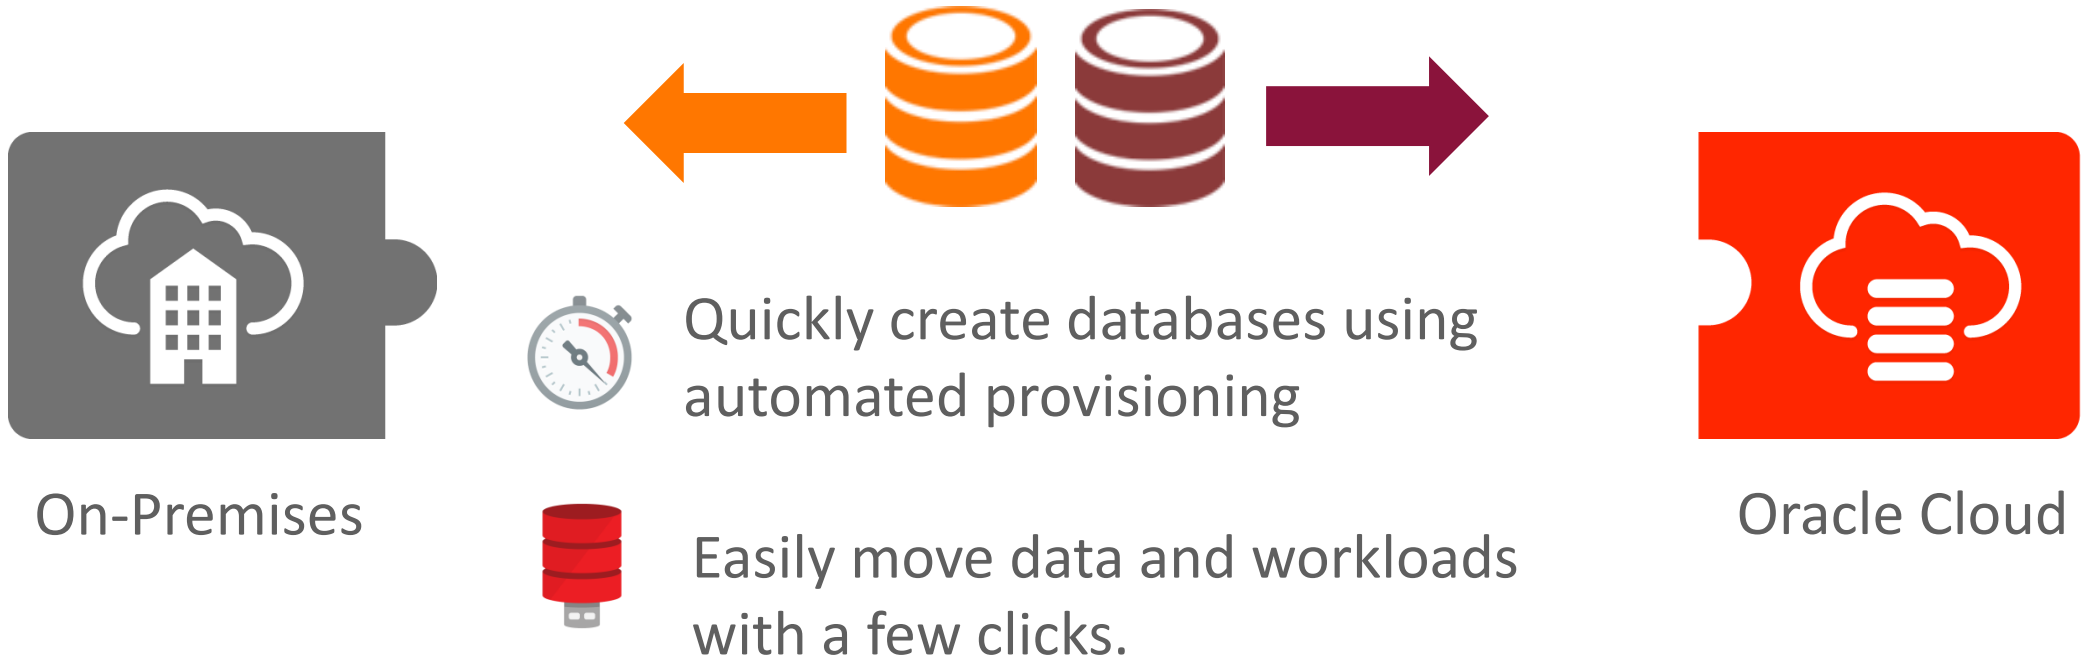 Quickly create databases using
automated provisioning
On-Premises
Oracle Cloud
Easily move data and workloads
with a few clicks.